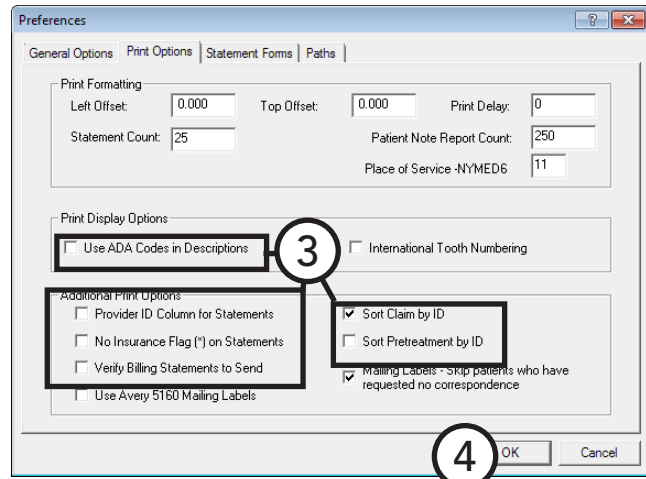 Preferences
General Options Print Options Statement Forms Paths
Print Formatting
Left Offset: 0.000 Top Offset: 0.000 Print Delay: 0
Statement Count: 25 Patient Note Report Count: 250
Place of Service -NYMED6 11
Print Display Options
Use ADA Codes in Descriptions 3 International Tooth Numbering
Additional Print Options
Provider ID Column for Statements Sort Claim by ID
No Insurance Flag (*) on Statements Sort Pretreatment by ID
Verify Billing Statements to Send Mailing Labels - Skip patients who have
requested no correspondence
Use Avery 5160 Mailing Labels
4 OK Cancel